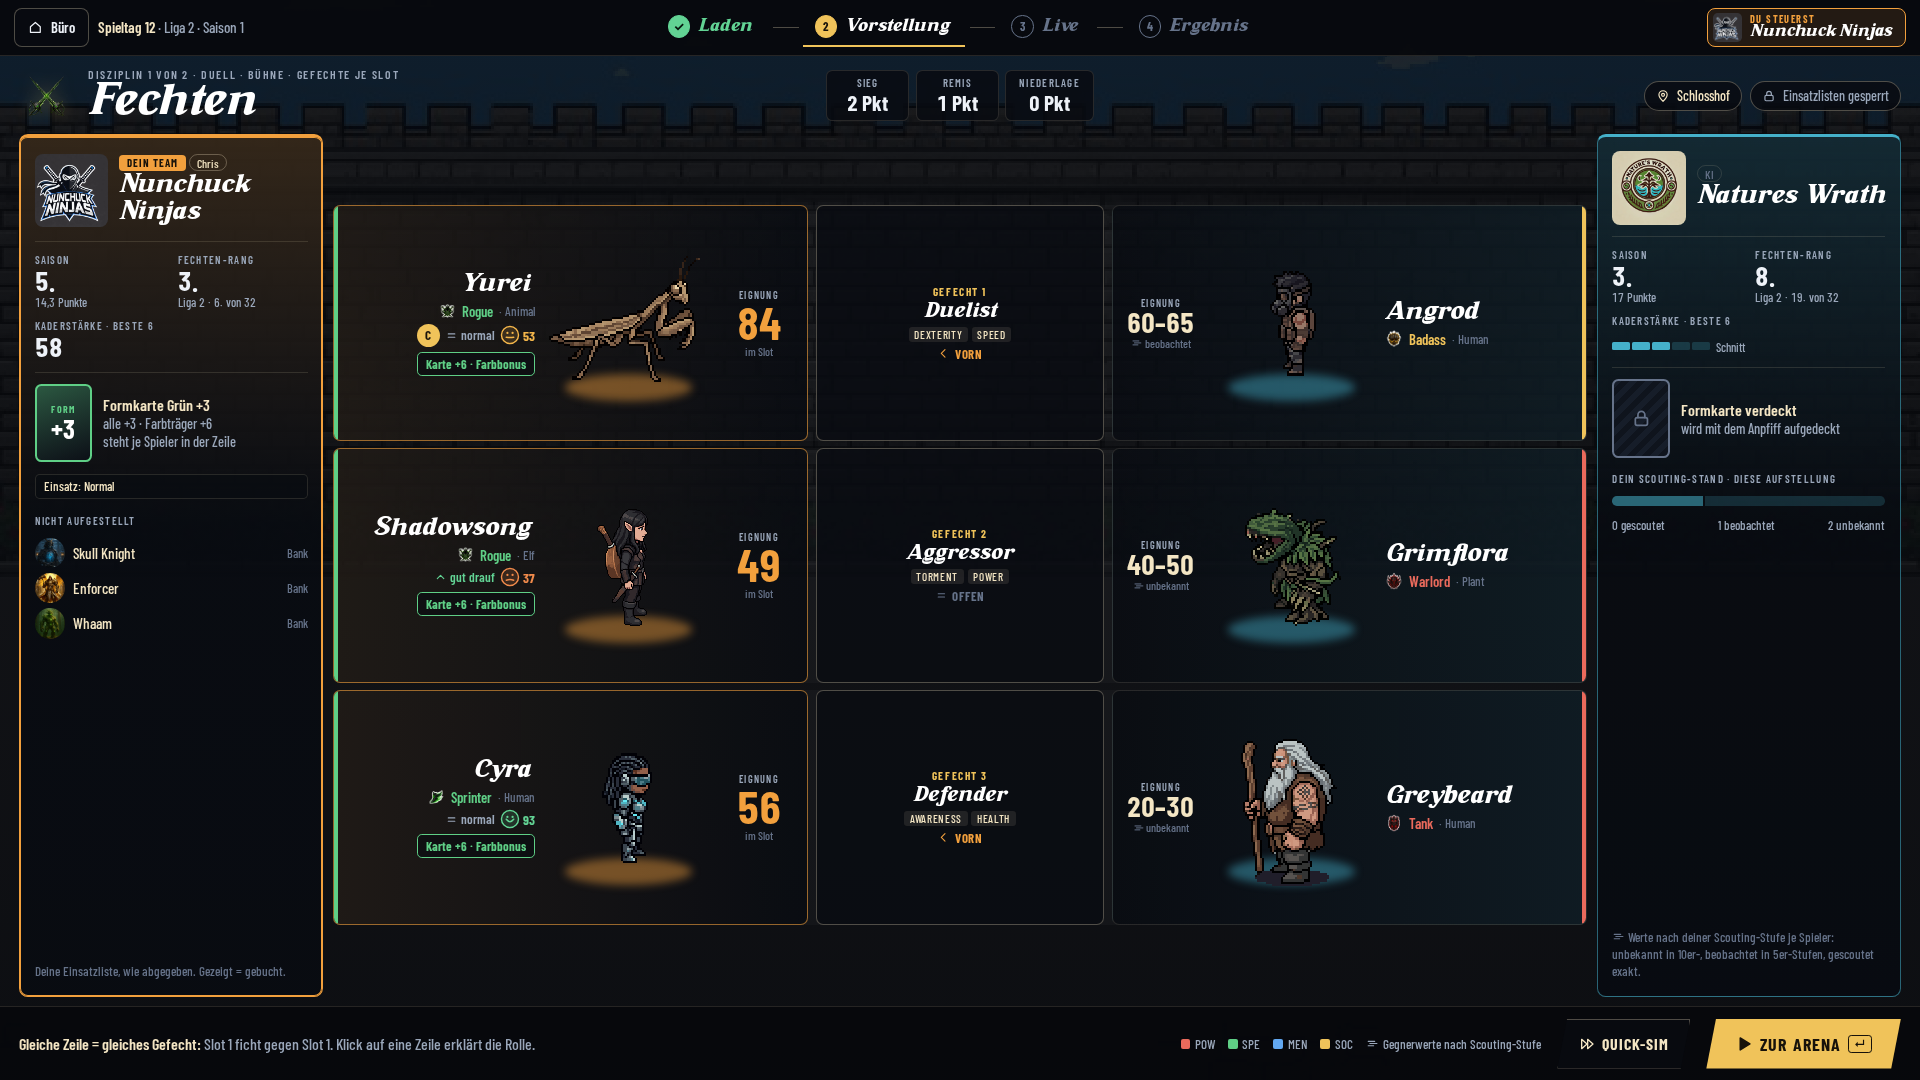 Büro
Spieltag 12 · Liga 2 · Saison 1
Laden
2 Vorstellung
3 Live
4 Ergebnis
DU STEUERST
Nunchuck Ninjas
DISZIPLIN 1 VON 2 · DUELL · BÜHNE · GEFECHTE JE SLOT
Fechten
SIEG
2 Pkt
REMIS
1 Pkt
NIEDERLAGE
0 Pkt
Schlosshof
Einsatzlisten gesperrt
NUNCHUCK NINJAS
DEIN TEAM
Chris
Nunchuck
Ninjas
SAISON
5.
14,3 Punkte
FECHTEN-RANG
3.
Liga 2 · 6. von 32
KADERSTÄRKE · BESTE 6
58
FORM
+3
Formkarte Grün +3
alle +3 · Farbträger +6
steht je Spieler in der Zeile
Einsatz: Normal
NICHT AUFGESTELLT
Skull Knight
Bank
Enforcer
Bank
Whaam
Bank
Deine Einsatzliste, wie abgegeben. Gezeigt = gebucht.
Yurei
Rogue · Animal
C = normal 53
Karte +6 · Farbbonus
EIGNUNG
84
im Slot
GEFECHT 1
Duelist
DEXTERITY SPEED
VORN
EIGNUNG
60–65
beobachtet
Angrod
Badass · Human
Shadowsong
Rogue · Elf
gut drauf 37
Karte +6 · Farbbonus
EIGNUNG
49
im Slot
GEFECHT 2
Aggressor
TORMENT POWER
= OFFEN
EIGNUNG
40–50
unbekannt
Grimflora
Warlord · Plant
Cyra
Sprinter · Human
= normal 93
Karte +6 · Farbbonus
EIGNUNG
56
im Slot
GEFECHT 3
Defender
AWARENESS HEALTH
VORN
EIGNUNG
20–30
unbekannt
Greybeard
Tank · Human
KI
Natures Wrath
SAISON
3.
17 Punkte
FECHTEN-RANG
8.
Liga 2 · 19. von 32
KADERSTÄRKE · BESTE 6
Schnitt
Formkarte verdeckt
wird mit dem Anpfiff aufgedeckt
DEIN SCOUTING-STAND · DIESE AUFSTELLUNG
0 gescoutet
1 beobachtet
2 unbekannt
Werte nach deiner Scouting-Stufe je Spieler:
unbekannt in 10er-, beobachtet in 5er-Stufen, gescoutet
exakt.
Gleiche Zeile = gleiches Gefecht: Slot 1 ficht gegen Slot 1. Klick auf eine Zeile erklärt die Rolle.
POW
SPE
MEN
SOC
Gegnerwerte nach Scouting-Stufe
QUICK-SIM
ZUR ARENA